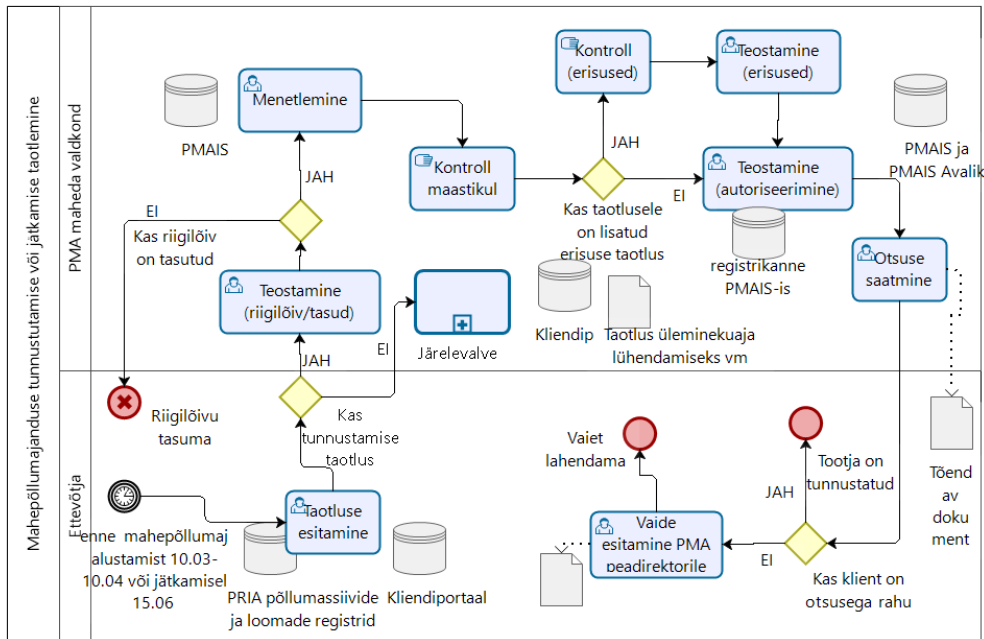 Mahepõllumajanduse tunnustutamise või jätkamise taotlemine
PMA maheda valdkond
Ettevõtja
PMAIS
Menetlemine
Kontroll
maastikul
Kontroll
(erisused)
Teostamine
(erisused)
PMAIS ja
PMAIS Avalik
JAH
JAH
EI
Kas riigilõiv
on tasutud
Kas taotlusele
on lisatud
erisuse taotlus
EI
Teostamine
(autoriseerimine)
registrikanne
PMAIS-is
Otsuse
saatmine
Teostamine
(riigilõiv/tasud)
Järelevalve
Kliendip
Taotlus üleminekuaja
lühendamiseks vm
JAH
EI
Riigilõivu
tasuma
Kas
tunnustamise
taotlus
Vaiet
lahendama
Tootja on
tunnustatud
JAH
Tõend
av
doku
ment
enne mahepõllumaj
alustamist 10.03-
10.04 või jätkamisel
15.06
Taotluse
esitamine
PRIA põllumassiivide
ja loomade registrid
Kliendiportaal
Vaide
esitamine PMA
peadirektorile
EI
Kas klient on
otsusega rahu